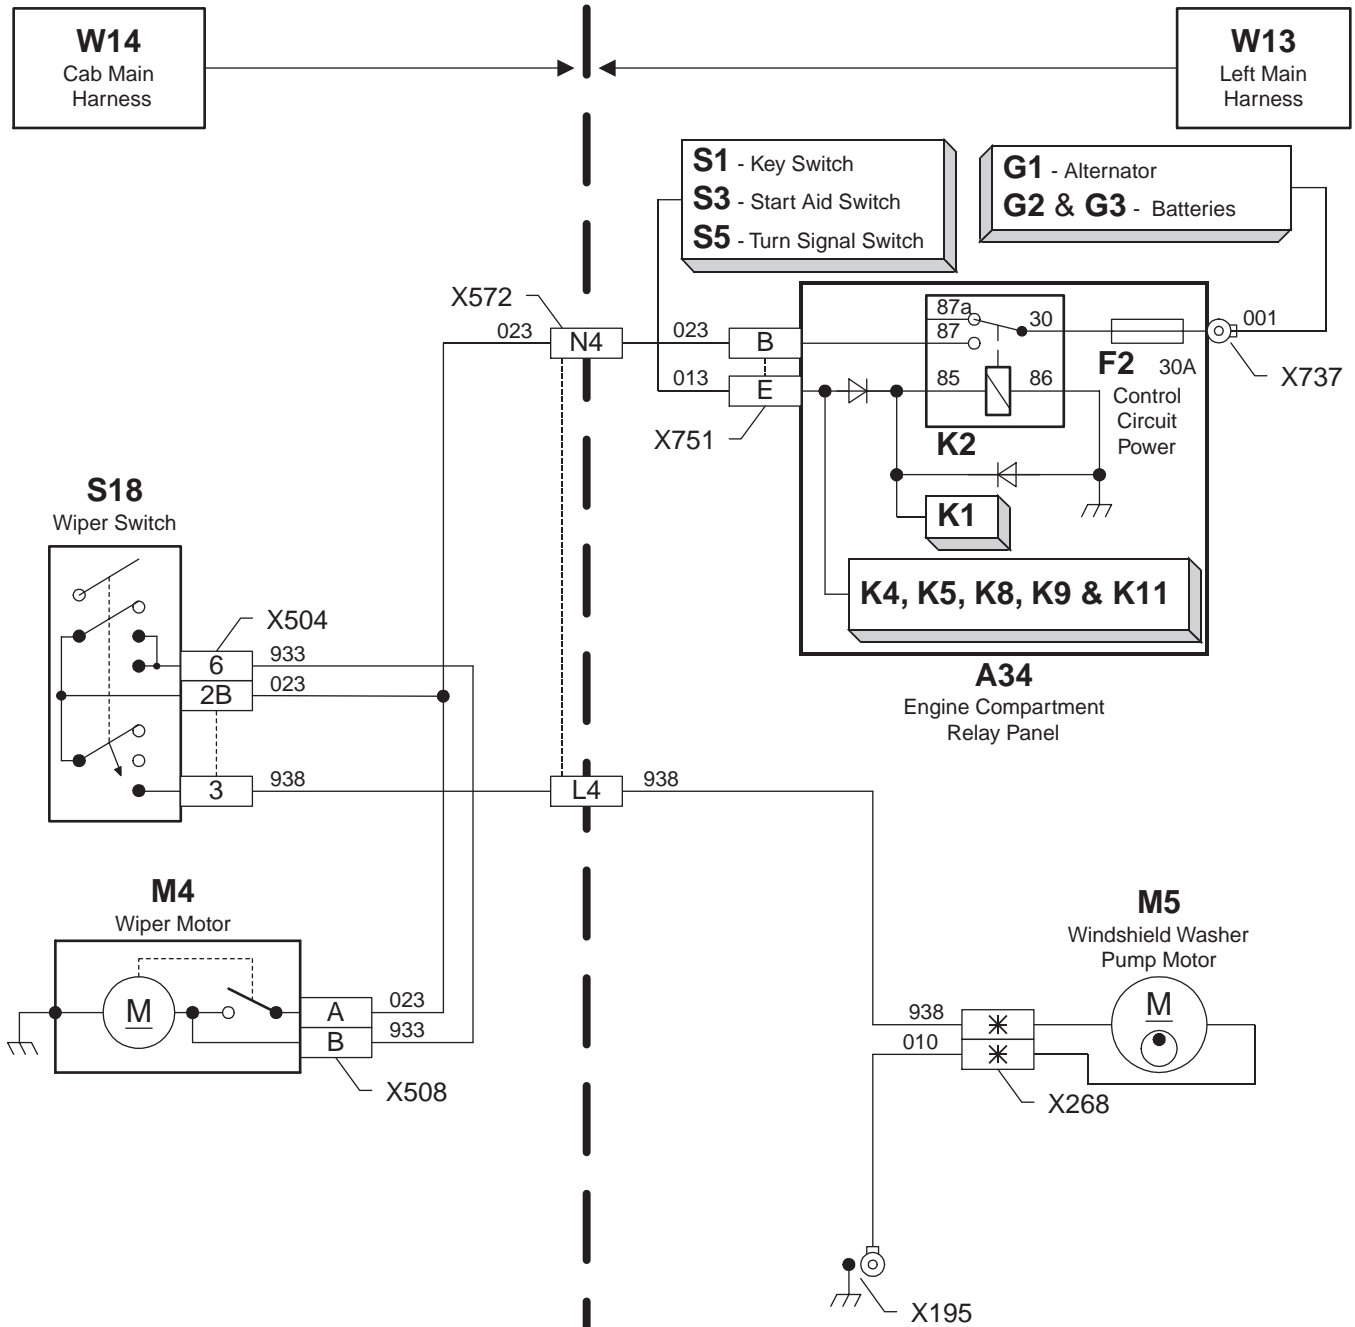 W14
Cab Main
Harness
W13
Left Main
Harness
S1 - Key Switch
S3 - Start Aid Switch
S5 - Turn Signal Switch
G1 - Alternator
G2 & G3 - Batteries
X572
023
N4
023
B
013
E
X751
87a
87
30
85
86
K2
F2 30A
Control
Circuit
Power
001
X737
K1
K4, K5, K8, K9 & K11
A34
Engine Compartment
Relay Panel
S18
Wiper Switch
X504
6
933
2B
023
3
938
L4
938
M4
Wiper Motor
M
A
023
B
933
X508
M5
Windshield Washer
Pump Motor
M
938
010
X268
X195